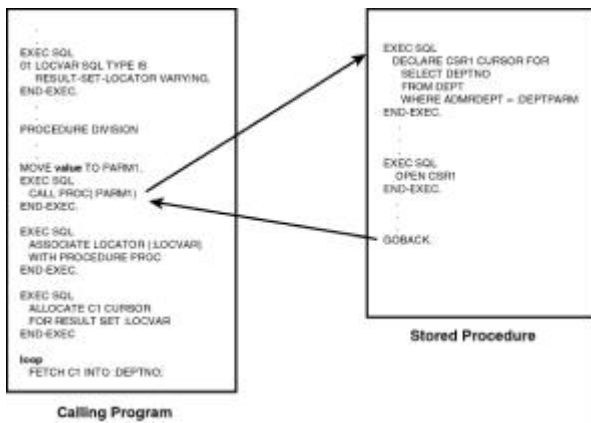 EXEC SQL
01 LOCVAR SQL TYPE IS
RESULT-SET-LOCATOR VARYING.
END-EXEC.
PROCEDURE DIVISION
MOVE value TO PARM1.
EXEC SQL
CALL PROC(:PARM1)
END-EXEC.
EXEC SQL
ASSOCIATE LOCATOR (:LOCVAR)
WITH PROCEDURE PROC
END-EXEC.
EXEC SQL
ALLOCATE C1 CURSOR
FOR RESULT SET :LOCVAR
END-EXEC
loop
FETCH C1 INTO :DEPTNO;
Calling Program
EXEC SQL
DECLARE CSR1 CURSOR FOR
SELECT DEPTNO
FROM DEPT
WHERE ADMRDEPT = :DEPTPARM
END-EXEC.
EXEC SQL
OPEN CSR1
END-EXEC.
GOBACK.
Stored Procedure